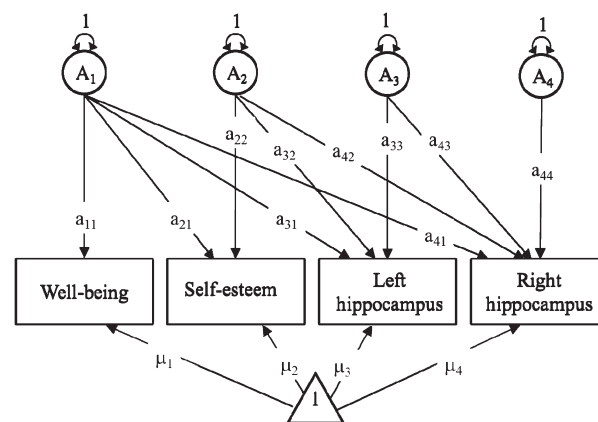 1 1 1 1
A₁ A₂ A₃ A₄
a₂₂ a₃₂ a₄₂ a₃₃ a₄₃
a₄₄
a₁₁ a₂₁ a₃₁ a₄₁
Well-being Self-esteem Left hippocampus Right hippocampus
μ₁ μ₂ μ₃ μ₄
1